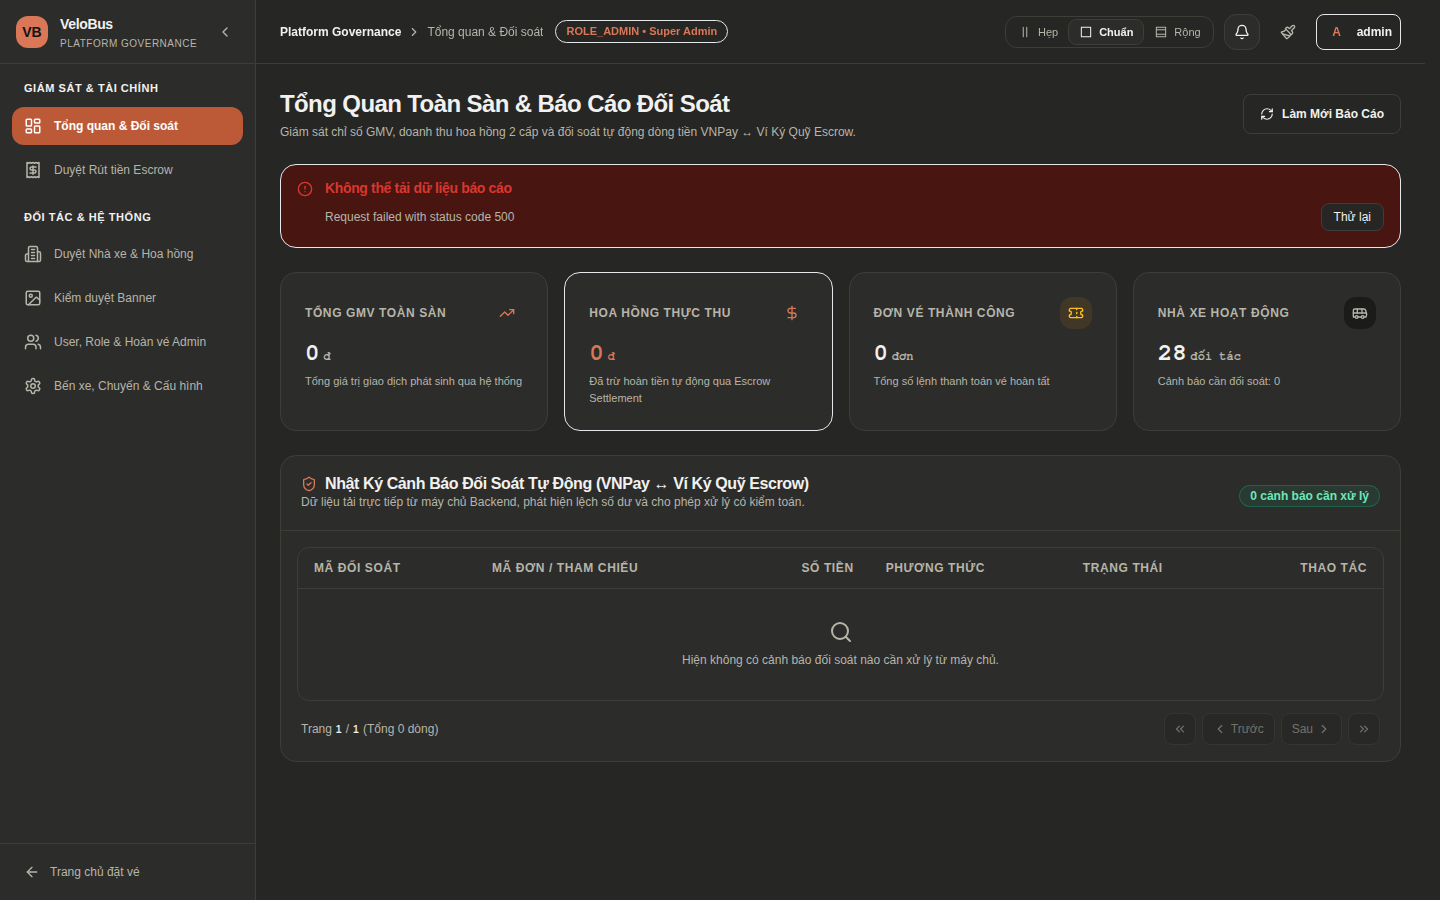 VB
VeloBus
PLATFORM GOVERNANCE
Platform Governance
Tổng quan & Đối soát
ROLE_ADMIN • Super Admin
Hẹp
Chuẩn
Rộng
A
admin
GIÁM SÁT & TÀI CHÍNH
Tổng quan & Đối soát
Duyệt Rút tiền Escrow
ĐỐI TÁC & HỆ THỐNG
Duyệt Nhà xe & Hoa hồng
Kiểm duyệt Banner
User, Role & Hoàn vé Admin
Bến xe, Chuyến & Cấu hình
Trang chủ đặt vé
Tổng Quan Toàn Sàn & Báo Cáo Đối Soát
Giám sát chỉ số GMV, doanh thu hoa hồng 2 cấp và đối soát tự động dòng tiền VNPay ↔ Ví Ký Quỹ Escrow.
Làm Mới Báo Cáo
Không thể tải dữ liệu báo cáo
Request failed with status code 500
Thử lại
TỔNG GMV TOÀN SÀN
0 đ
Tổng giá trị giao dịch phát sinh qua hệ thống
HOA HỒNG THỰC THU
0 đ
Đã trừ hoàn tiền tự động qua Escrow
Settlement
ĐƠN VÉ THÀNH CÔNG
0 đơn
Tổng số lệnh thanh toán vé hoàn tất
NHÀ XE HOẠT ĐỘNG
28 đối tác
Cảnh báo cần đối soát: 0
Nhật Ký Cảnh Báo Đối Soát Tự Động (VNPay ↔ Ví Ký Quỹ Escrow)
Dữ liệu tải trực tiếp từ máy chủ Backend, phát hiện lệch số dư và cho phép xử lý có kiểm toán.
0 cảnh báo cần xử lý
MÃ ĐỐI SOÁT
MÃ ĐƠN / THAM CHIẾU
SỐ TIỀN
PHƯƠNG THỨC
TRẠNG THÁI
THAO TÁC
Hiện không có cảnh báo đối soát nào cần xử lý từ máy chủ.
Trang 1 / 1 (Tổng 0 dòng)
Trước
Sau